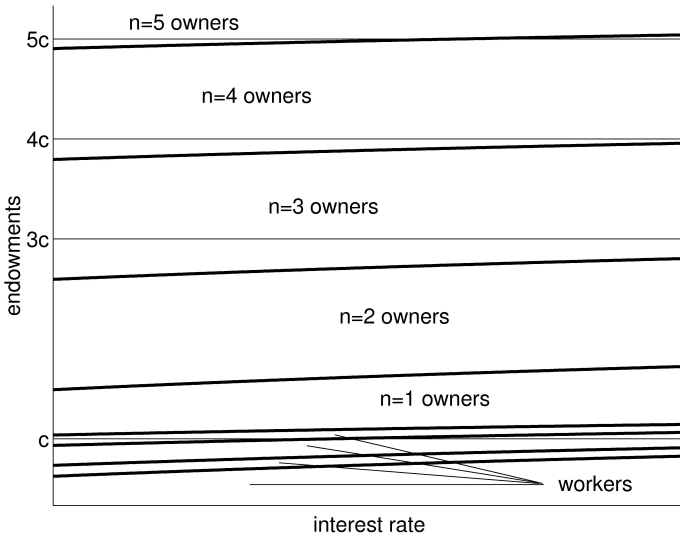 n=5 owners
5c
n=4 owners
4c
n=3 owners
3c
endowments
n=2 owners
n=1 owners
c
workers
interest rate